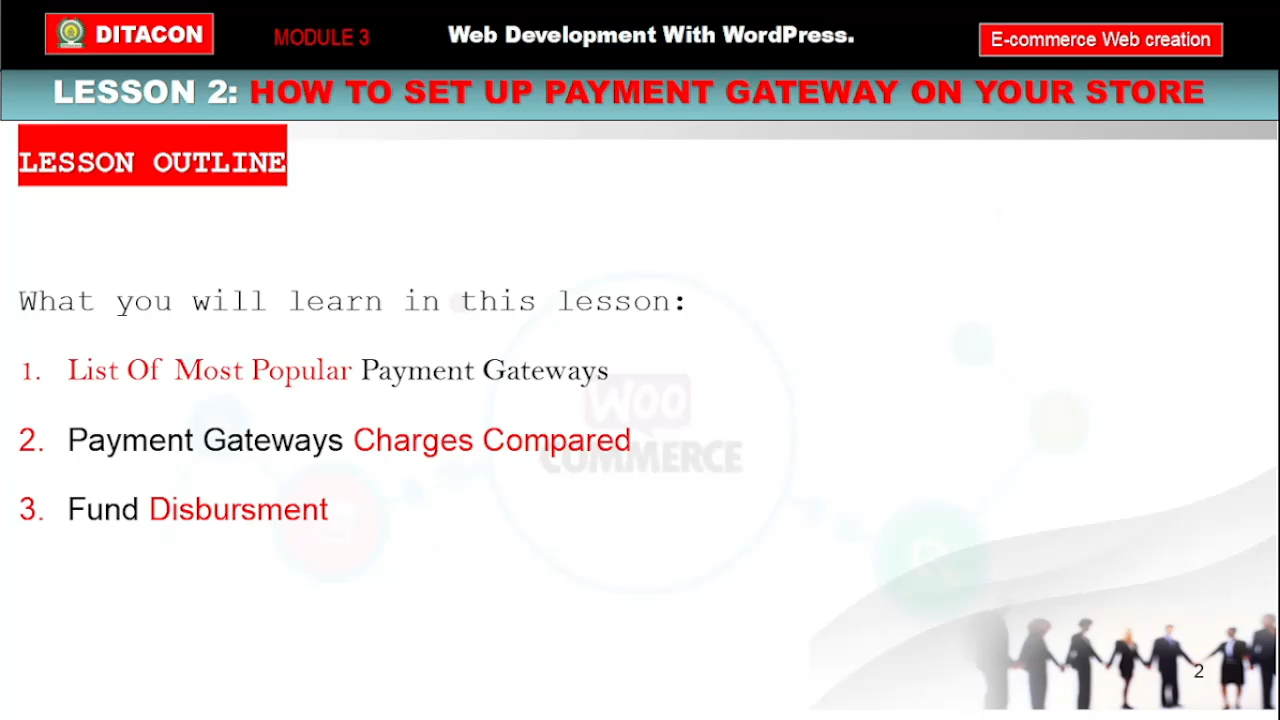 DITACON
MODULE 3
Web Development With WordPress.
E-commerce Web creation
LESSON 2: HOW TO SET UP PAYMENT GATEWAY ON YOUR STORE
LESSON OUTLINE
What you will learn in this lesson:
1. List Of Most Popular Payment Gateways
WOO
COMMERCE
2. Payment Gateways Charges Compared
3. Fund Disbursment
2